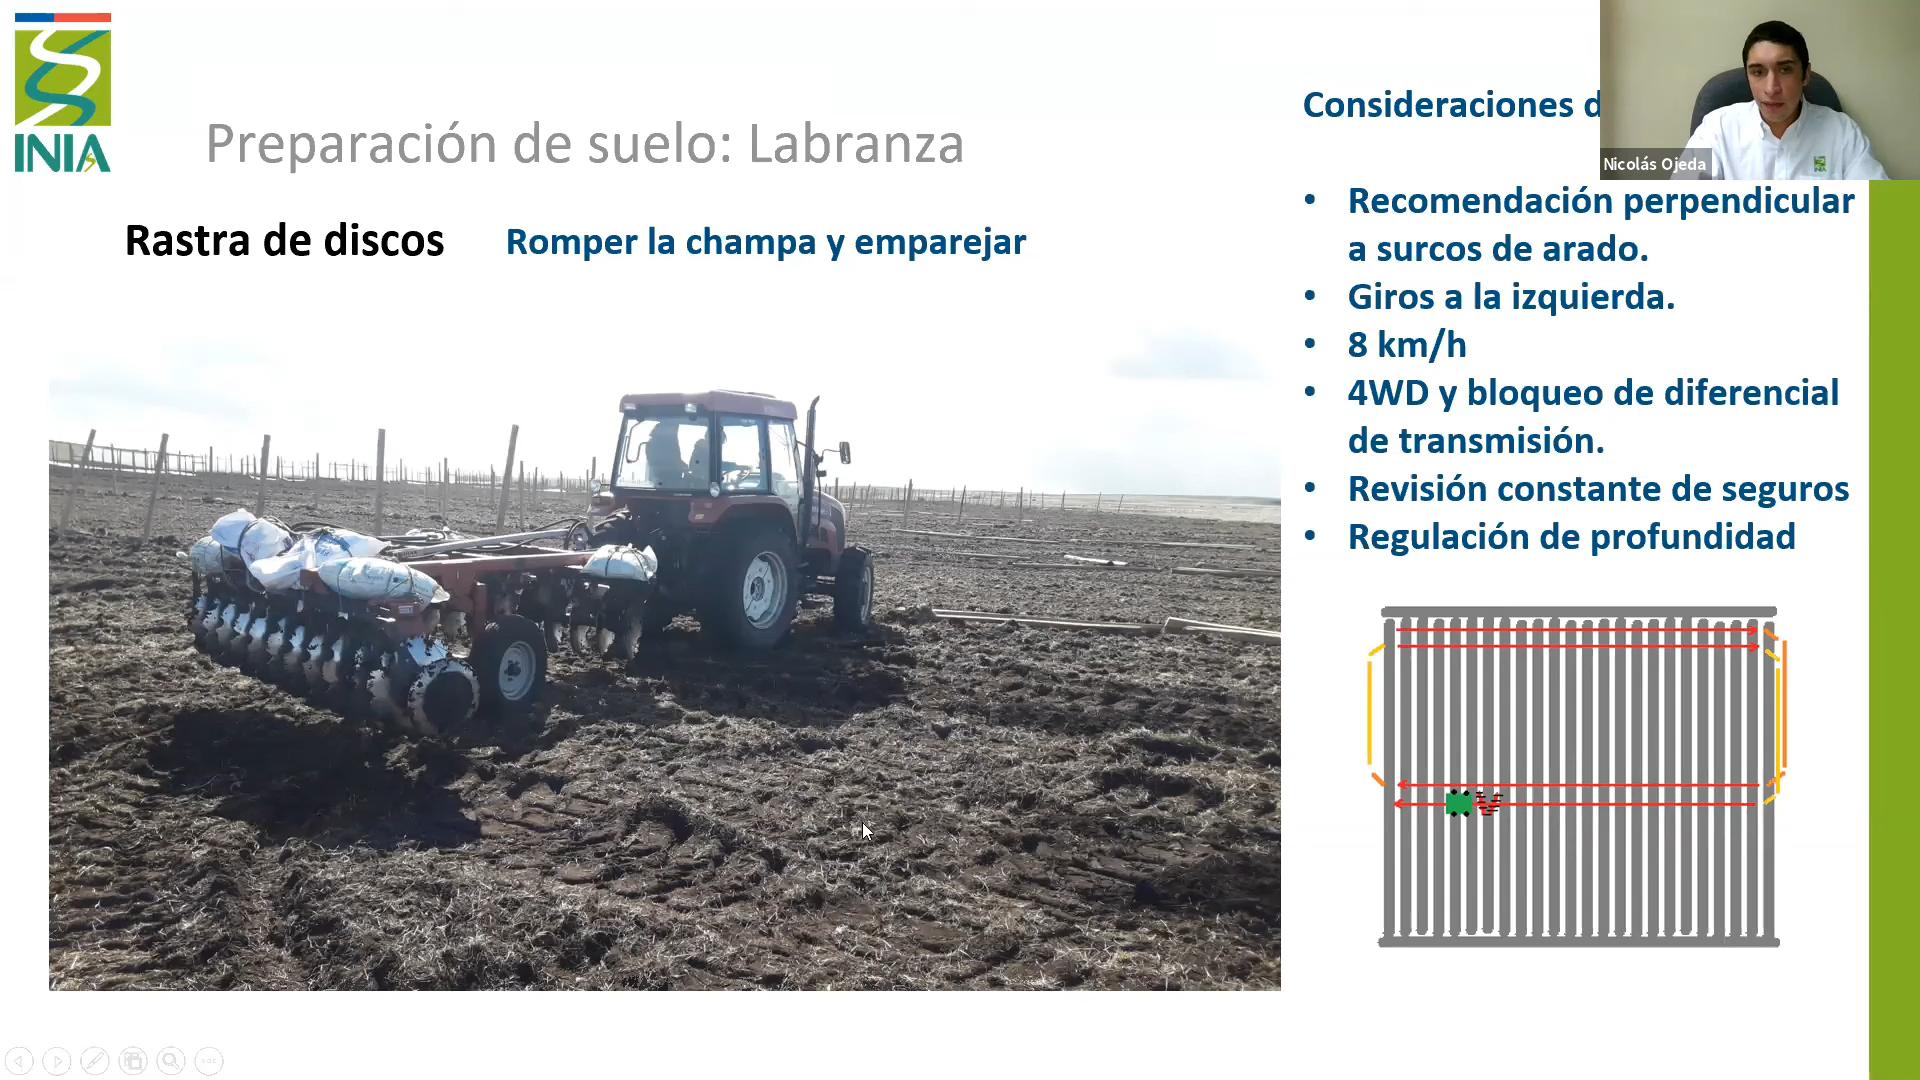 INIA
Preparación de suelo: Labranza
Rastra de discos
Romper la champa y emparejar
Consideraciones d
Nicolás Ojeda
• Recomendación perpendicular
a surcos de arado.
• Giros a la izquierda.
• 8 km/h
• 4WD y bloqueo de diferencial
de transmisión.
• Revisión constante de seguros
• Regulación de profundidad